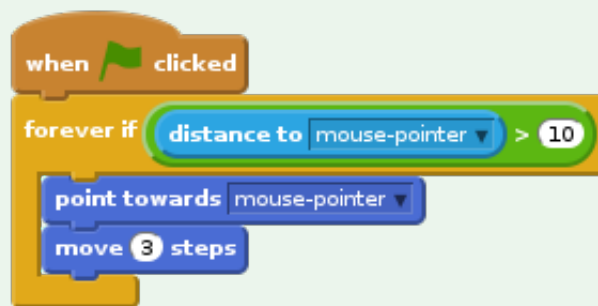 when clicked
forever if distance to mouse-pointer > 10
point towards mouse-pointer
move 3 steps